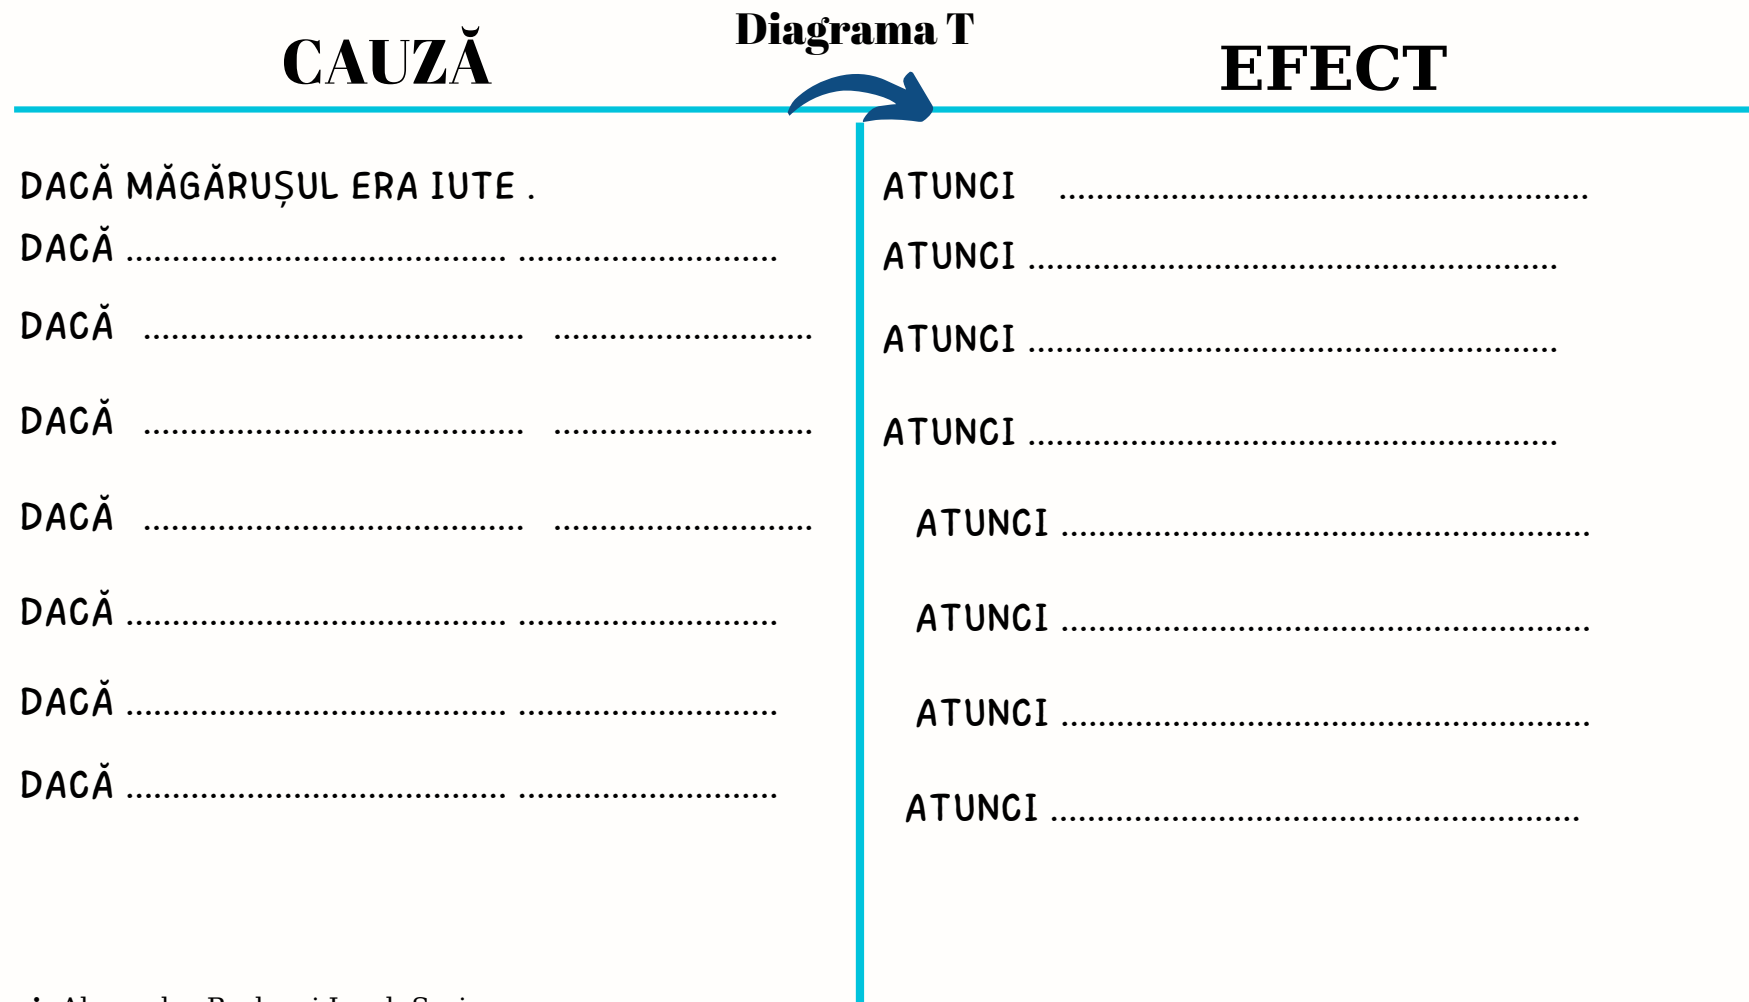 Diagrama T
CAUZĂ
EFECT
DACĂ MĂGĂRUȘUL ERA IUTE .
ATUNCI ..........................................................
DACĂ ......................................... ............................
ATUNCI ..........................................................
DACĂ ......................................... ............................
ATUNCI ..........................................................
DACĂ ......................................... ............................
ATUNCI ..........................................................
DACĂ ......................................... ............................
ATUNCI ..........................................................
DACĂ ......................................... ............................
ATUNCI ..........................................................
DACĂ ......................................... ............................
ATUNCI ..........................................................
DACĂ ......................................... ............................
ATUNCI ..........................................................